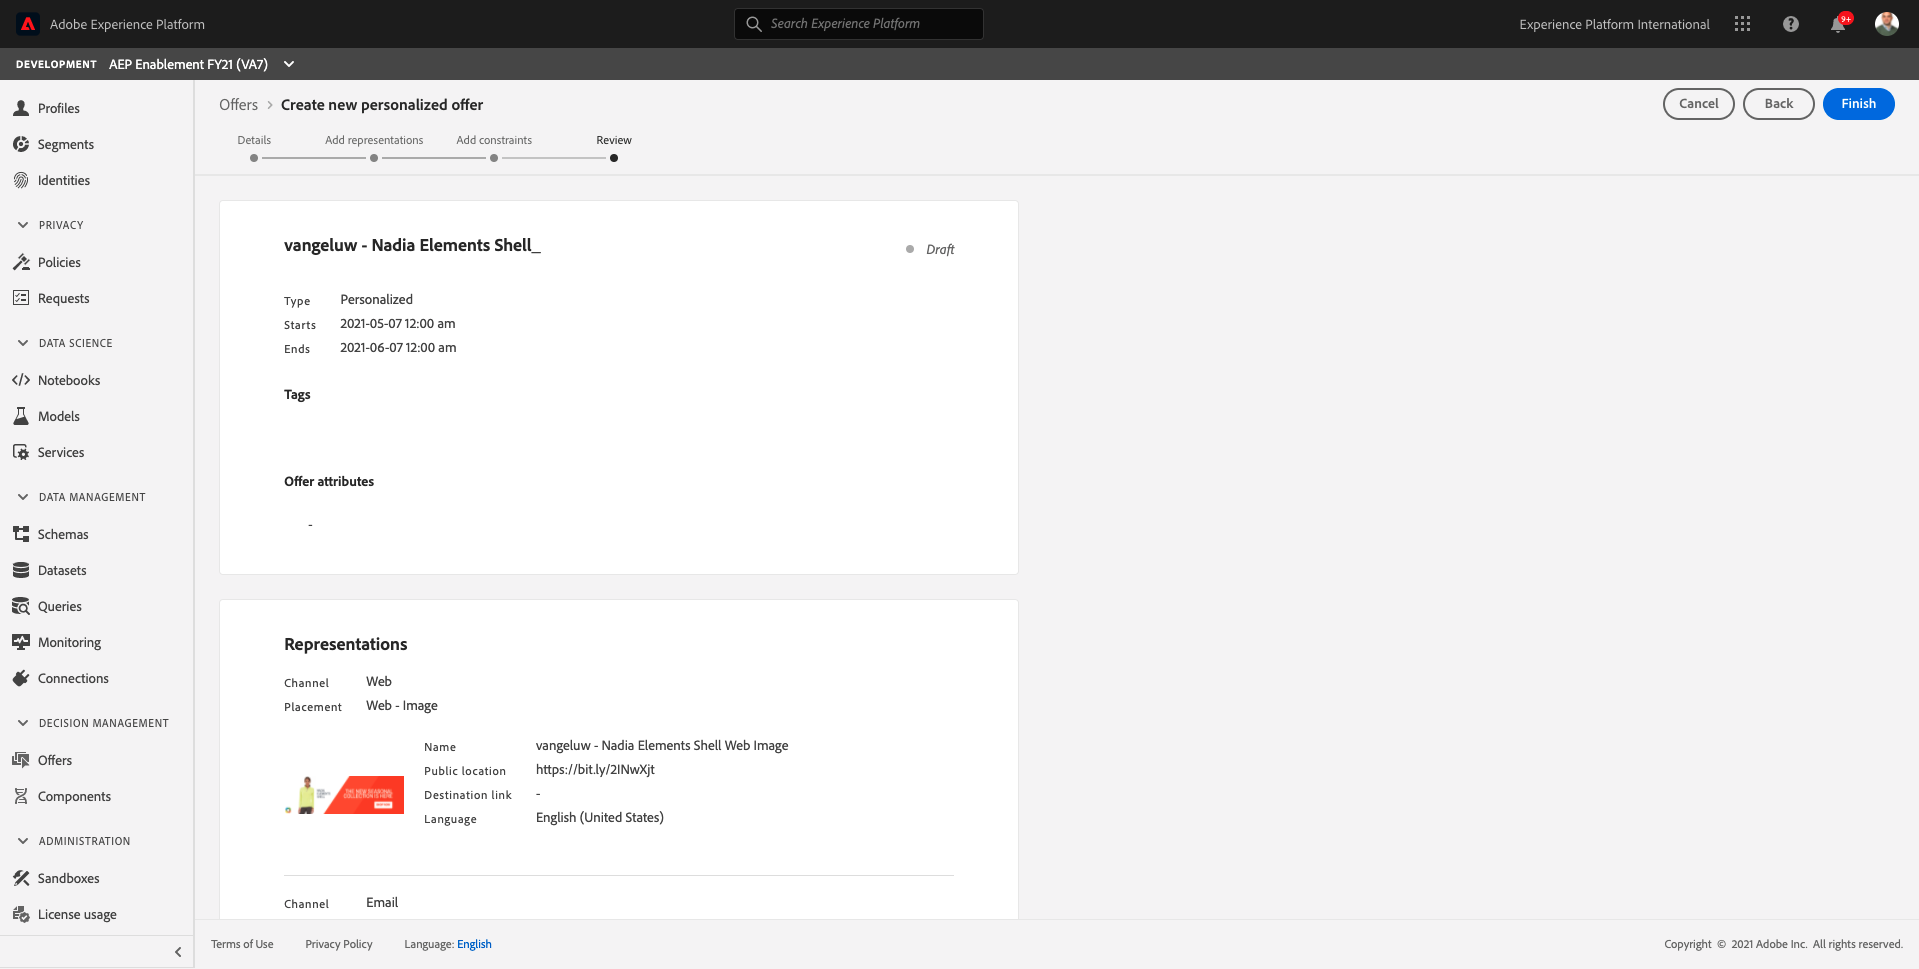 Adobe Experience Platform
Search Experience Platform
Experience Platform International
9+
DEVELOPMENT AEP Enablement FY21 (VA7)
Profiles
Segments
Identities
PRIVACY
Policies
Requests
DATA SCIENCE
Notebooks
Models
Services
DATA MANAGEMENT
Schemas
Datasets
Queries
Monitoring
Connections
DECISION MANAGEMENT
Offers
Components
ADMINISTRATION
Sandboxes
License usage
Offers > Create new personalized offer
Cancel
Back
Finish
Details
Add representations
Add constraints
Review
vangeluw - Nadia Elements Shell_
Draft
Type Personalized
Starts 2021-05-07 12:00 am
Ends 2021-06-07 12:00 am
Tags
Offer attributes
-
Representations
Channel Web
Placement Web - Image
THE NEW SEASONAL
COLLECTION IS HERE
Name vangeluw - Nadia Elements Shell Web Image
Public location https://bit.ly/2INwXjt
Destination link -
Language English (United States)
Channel Email
Terms of Use
Privacy Policy
Language: English
Copyright © 2021 Adobe Inc. All rights reserved.